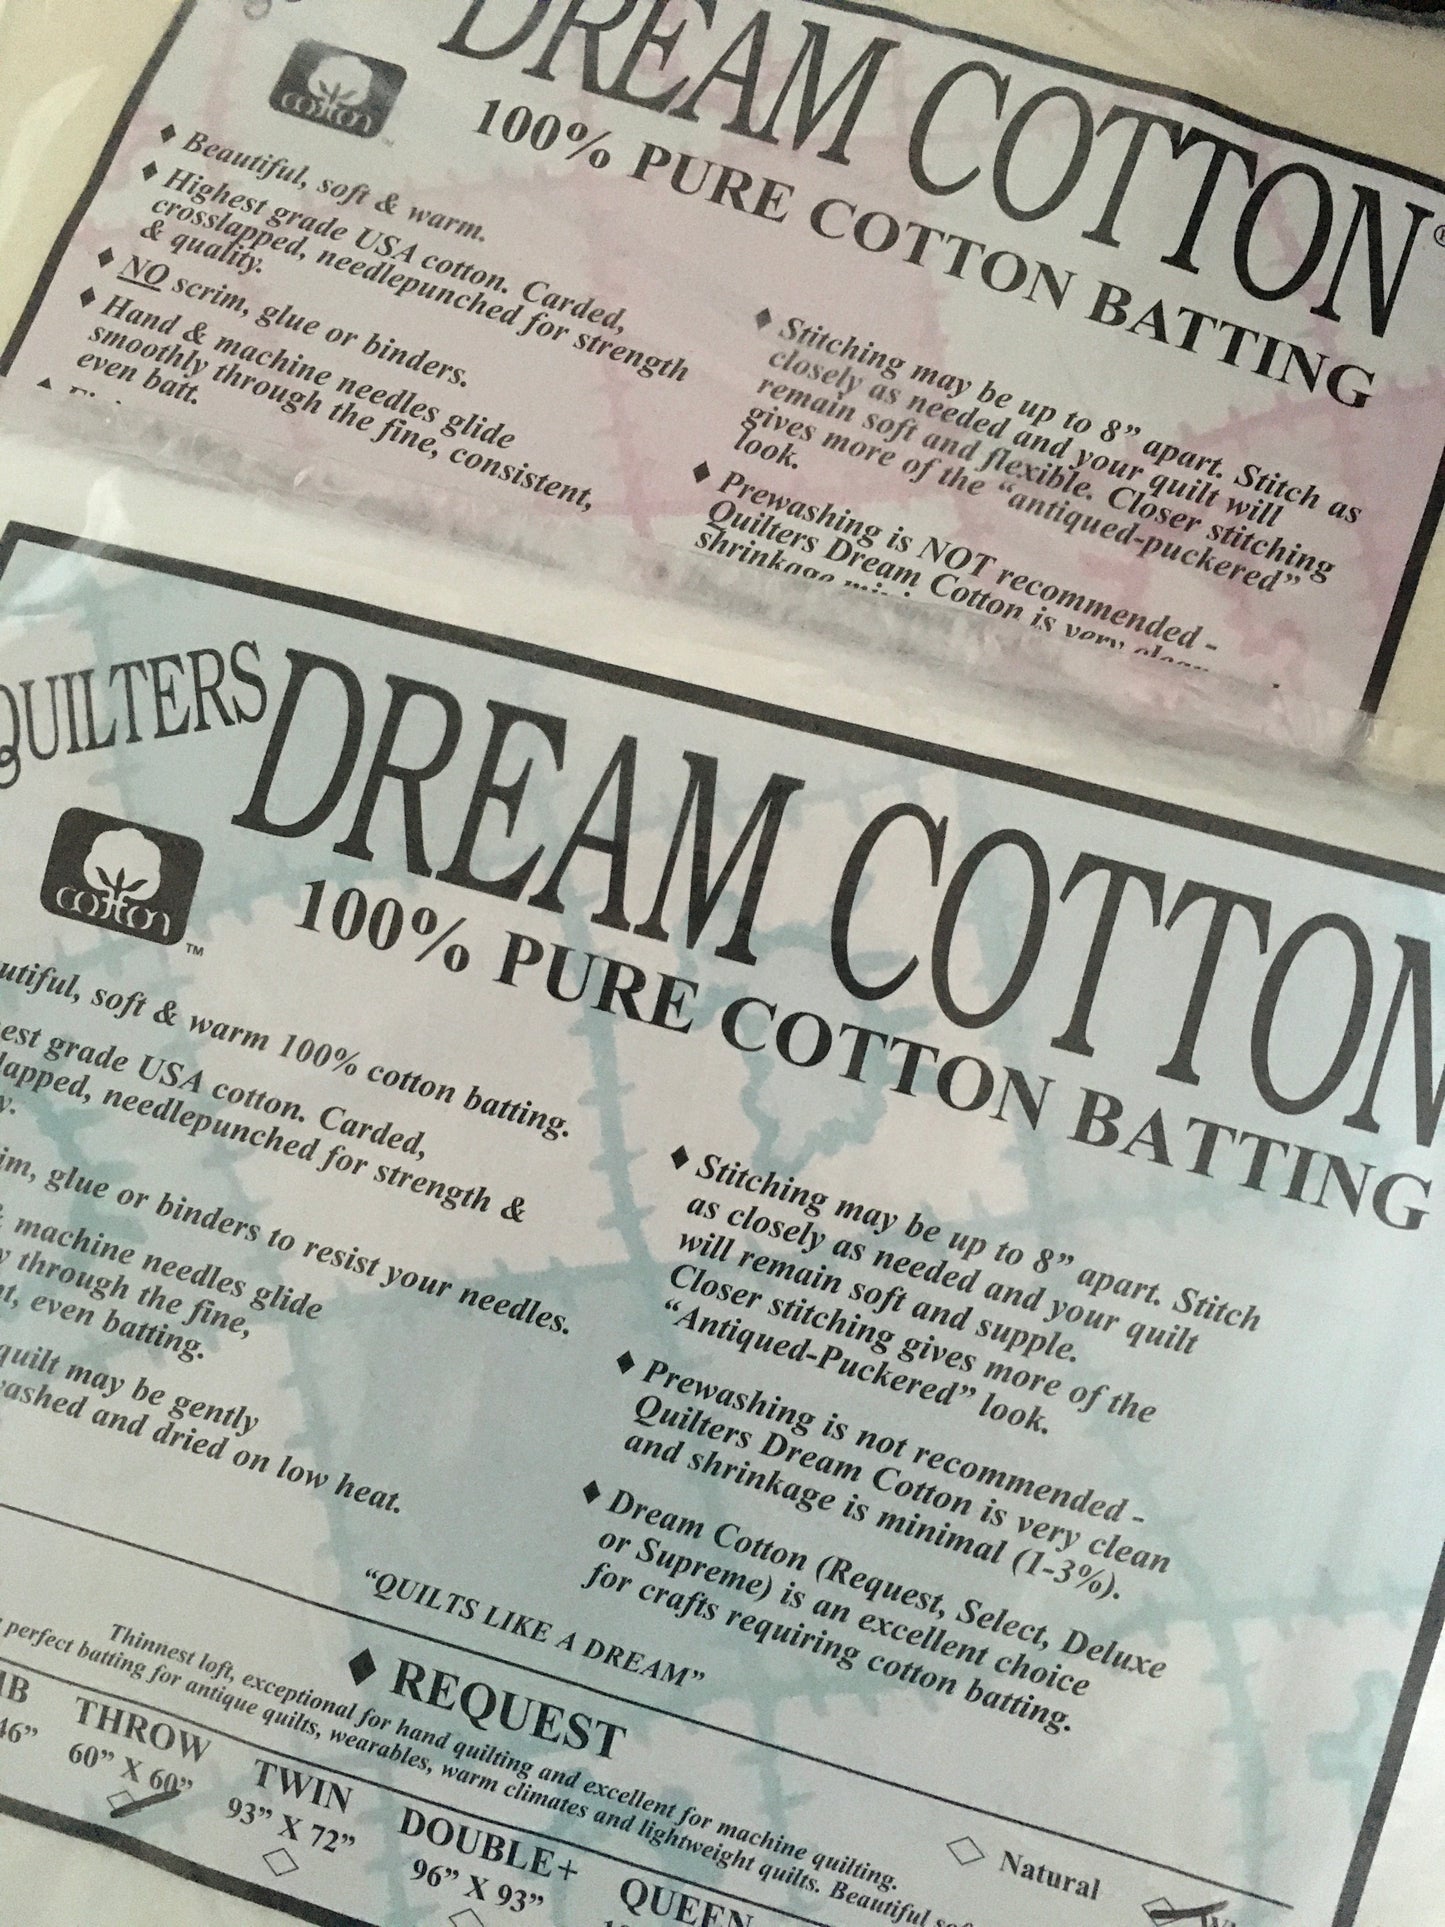 DREAM COTTON®
cotton
100% PURE COTTON BATTING
♦ Beautiful, soft & warm.
♦ Highest grade USA cotton. Carded,
crosslapped, needlepunched for strength
& quality.
♦ NO scrim, glue or binders.
♦ Hand & machine needles glide
smoothly through the fine, consistent,
even batt.
♦ Stitching may be up to 8” apart. Stitch as
closely as needed and your quilt will
remain soft and flexible. Closer stitching
gives more of the “antiqued-puckered”
look.
♦ Prewashing is NOT recommended -
Quilters Dream Cotton is very clean
shrinkage
QUILTERS DREAM COTTON
cotton™
100% PURE COTTON BATTING
utiful, soft & warm 100% cotton batting.
est grade USA cotton. Carded,
lapped, needlepunched for strength &
y.
im, glue or binders to resist your needles.
& machine needles glide
y through the fine,
nt, even batting.
quilt may be gently
washed and dried on low heat.
♦ Stitching may be up to 8” apart. Stitch
as closely as needed and your quilt
will remain soft and supple.
Closer stitching gives more of the
“Antiqued-Puckered” look.
♦ Prewashing is not recommended -
Quilters Dream Cotton is very clean
and shrinkage is minimal (1-3%).
♦ Dream Cotton (Request, Select, Deluxe
or Supreme) is an excellent choice
for crafts requiring cotton batting.
“QUILTS LIKE A DREAM”
♦ REQUEST
Thinnest loft, exceptional for hand quilting and excellent for machine quilting.
perfect batting for antique quilts, wearables, warm climates and lightweight quilts. Beautiful
◇ Natural
IB
46”
THROW
60” X 60”
TWIN
93” X 72”
DOUBLE+
96” X 93”
QUEEN